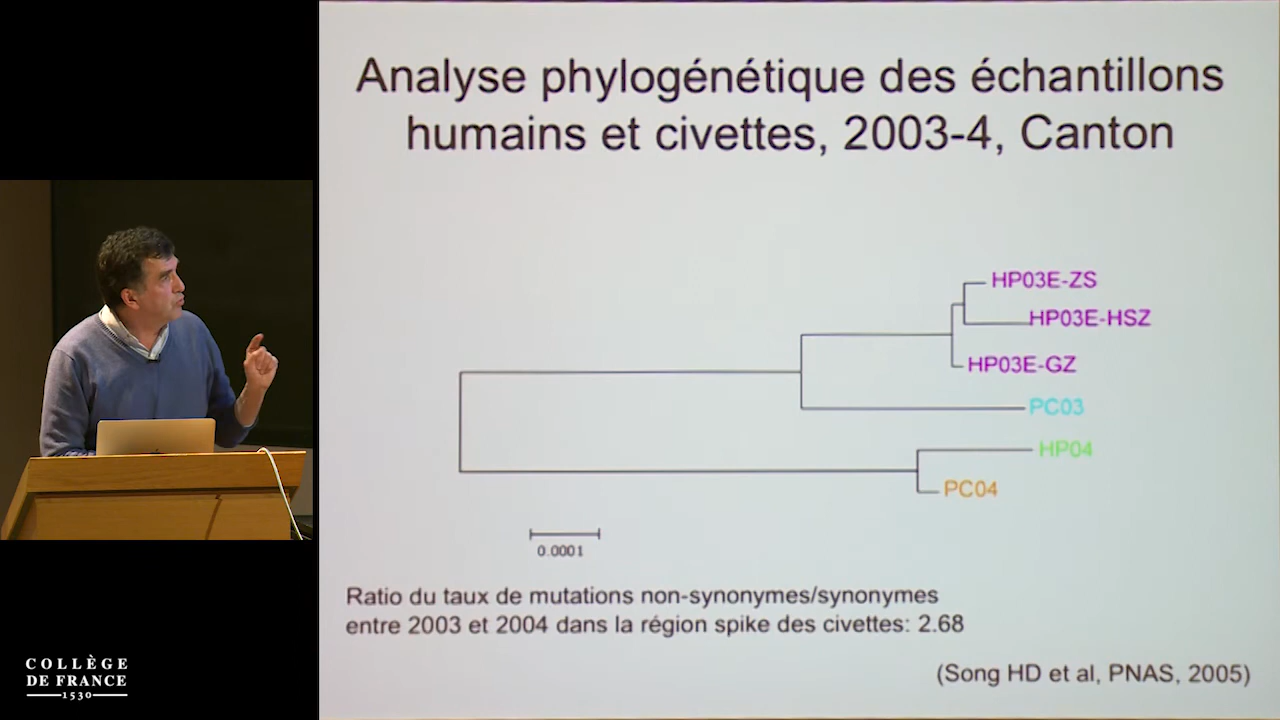 Analyse phylogénétique des échantillons
humains et civettes, 2003-4, Canton
HP03E-ZS
HP03E-HSZ
HP03E-GZ
PC03
HP04
PC04
0.0001
Ratio du taux de mutations non-synonymes/synonymes
entre 2003 et 2004 dans la région spike des civettes: 2.68
(Song HD et al, PNAS, 2005)
COLLÈGE
DE FRANCE
1530